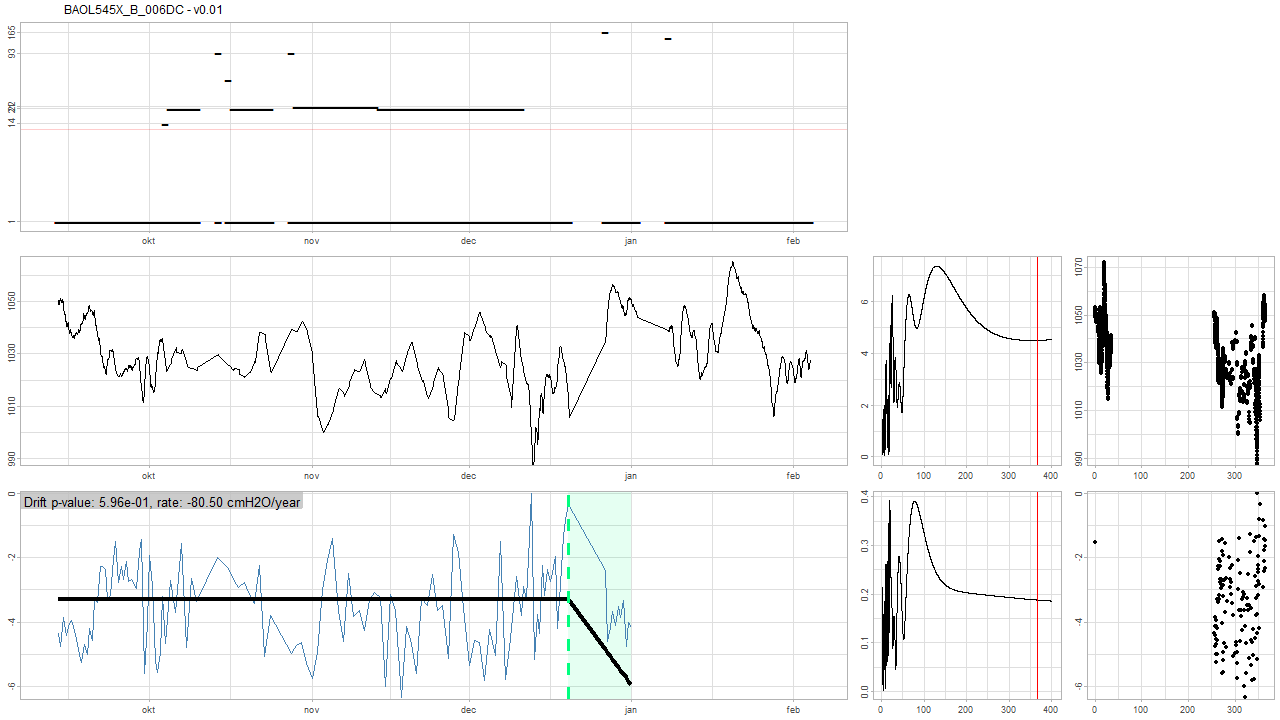 BAOL545X_B_006DC - v0.01
165
93
14
1
okt
nov
dec
jan
feb
1050
1030
1010
990
okt
nov
dec
jan
feb
6
4
2
0
0
100
200
300
400
1070
1050
1030
1010
990
0
100
200
300
Drift p-value: 5.96e-01, rate: -80.50 cmH2O/year
0
-2
-4
-6
okt
nov
dec
jan
feb
0.4
0.3
0.2
0.1
0.0
0
100
200
300
400
0
-2
-4
-6
0
100
200
300